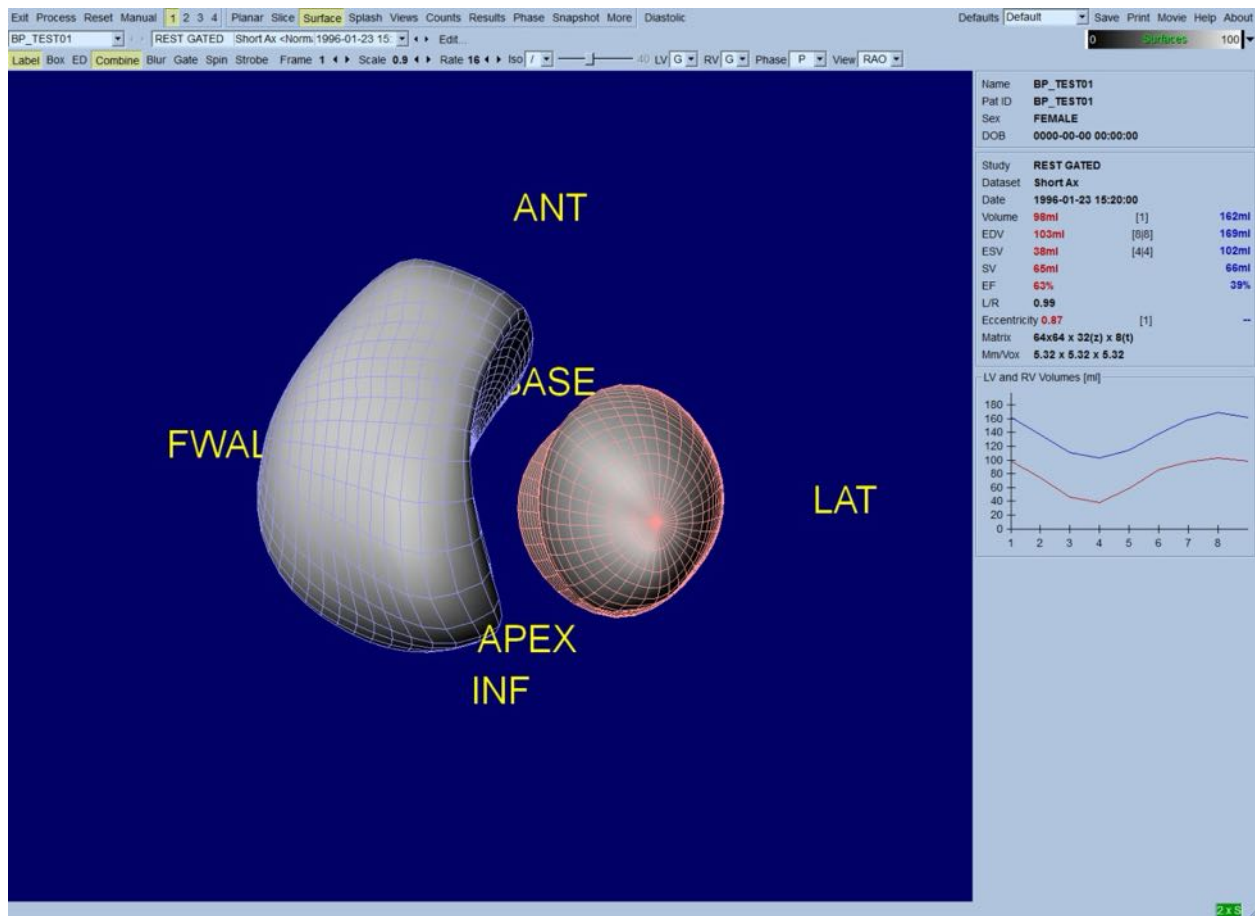 Exit Process Reset Manual 1 2 3 4 Planar Slice Surface Splash Views Counts Results Phase Snapshot More Diastolic Defaults Default Save Print Movie Help About
BP_TEST01 REST GATED Short Ax <Norm. 1996-01-23 15: Edit... 0 Surfaces 100
Label Box ED Combine Blur Gate Spin Strobe Frame 1 Scale 0.9 Rate 16 Iso / 40 LV G RV G Phase P View RAO
Name BP_TEST01
Pat ID BP_TEST01
Sex FEMALE
DOB 0000-00-00 00:00:00
Study REST GATED
Dataset Short Ax
Date 1996-01-23 15:20:00
Volume 98ml [1] 162ml
EDV 103ml [8|8] 169ml
ESV 38ml [4|4] 102ml
SV 65ml 66ml
EF 63% 39%
L/R 0.99
Eccentricity 0.87 [1] --
Matrix 64x64 x 32(z) x 8(t)
Mm/Vox 5.32 x 5.32 x 5.32
LV and RV Volumes [ml]
180
160
140
120
100
80
60
40
20
0
1 2 3 4 5 6 7 8
ANT
BASE
FWAL
LAT
APEX
INF
2 x S